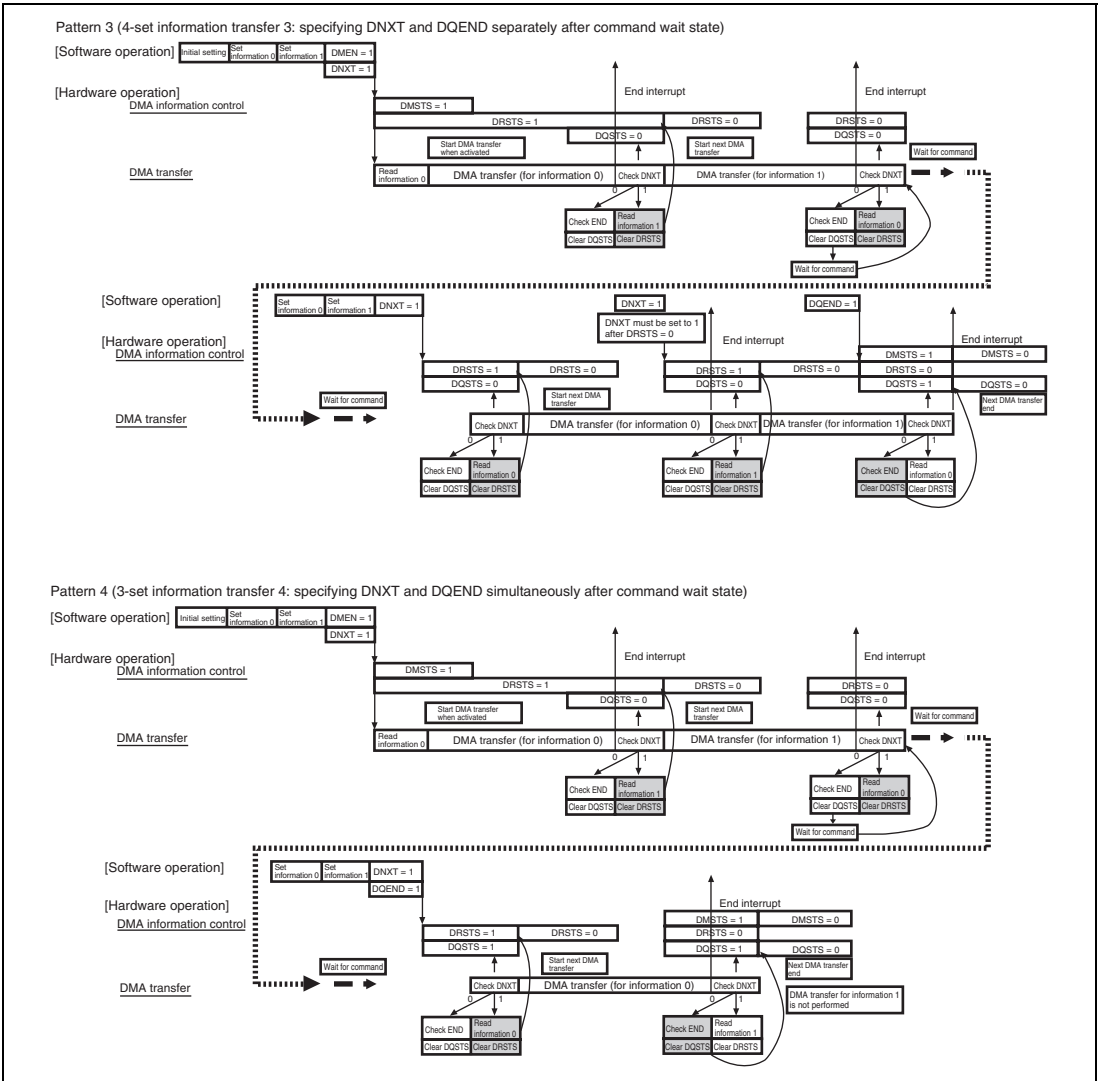 Pattern 3 (4-set information transfer 3: specifying DNXT and DQEND separately after command wait state)
[Software operation]
Initial setting
Set information 0
Set information 1
DMEN = 1
DNXT = 1
[Hardware operation]
DMA information control
End interrupt
End interrupt
DMSTS = 1
DRSTS = 1
DRSTS = 0
DRSTS = 0
DQSTS = 0
DQSTS = 0
Start DMA transfer when activated
Start next DMA transfer
Wait for command
DMA transfer
Read information 0
DMA transfer (for information 0)
Check DNXT
DMA transfer (for information 1)
Check DNXT
0 1
0 1
Check END
Read information 1
Clear DQSTS
Clear DRSTS
Check END
Read information 0
Clear DQSTS
Clear DRSTS
Wait for command
[Software operation]
Set information 0
Set information 1
DNXT = 1
DNXT = 1
DQEND = 1
DNXT must be set to 1 after DRSTS = 0
[Hardware operation]
DMA information control
End interrupt
End interrupt
DMSTS = 1
DMSTS = 0
DRSTS = 1
DRSTS = 0
DRSTS = 1
DRSTS = 0
DRSTS = 0
DQSTS = 0
DQSTS = 0
DQSTS = 1
DQSTS = 0
Wait for command
Start next DMA transfer
Next DMA transfer end
DMA transfer
Check DNXT
DMA transfer (for information 0)
Check DNXT
DMA transfer (for information 1)
Check DNXT
0 1
0 1
0 1
Check END
Read information 0
Clear DQSTS
Clear DRSTS
Check END
Read information 1
Clear DQSTS
Clear DRSTS
Check END
Read information 0
Clear DQSTS
Clear DRSTS
Pattern 4 (3-set information transfer 4: specifying DNXT and DQEND simultaneously after command wait state)
[Software operation]
Initial setting
Set information 0
Set information 1
DMEN = 1
DNXT = 1
[Hardware operation]
DMA information control
End interrupt
End interrupt
DMSTS = 1
DRSTS = 1
DRSTS = 0
DRSTS = 0
DQSTS = 0
DQSTS = 0
Start DMA transfer when activated
Start next DMA transfer
Wait for command
DMA transfer
Read information 0
DMA transfer (for information 0)
Check DNXT
DMA transfer (for information 1)
Check DNXT
0 1
0 1
Check END
Read information 1
Clear DQSTS
Clear DRSTS
Check END
Read information 0
Clear DQSTS
Clear DRSTS
Wait for command
[Software operation]
Set information 0
Set information 1
DNXT = 1
DQEND = 1
[Hardware operation]
DMA information control
End interrupt
DMSTS = 1
DMSTS = 0
DRSTS = 1
DRSTS = 0
DRSTS = 0
DQSTS = 1
DQSTS = 1
DQSTS = 0
Wait for command
Start next DMA transfer
Next DMA transfer end
DMA transfer
Check DNXT
DMA transfer (for information 0)
Check DNXT
DMA transfer for information 1 is not performed
0 1
0 1
Check END
Read information 0
Clear DQSTS
Clear DRSTS
Check END
Read information 1
Clear DQSTS
Clear DRSTS